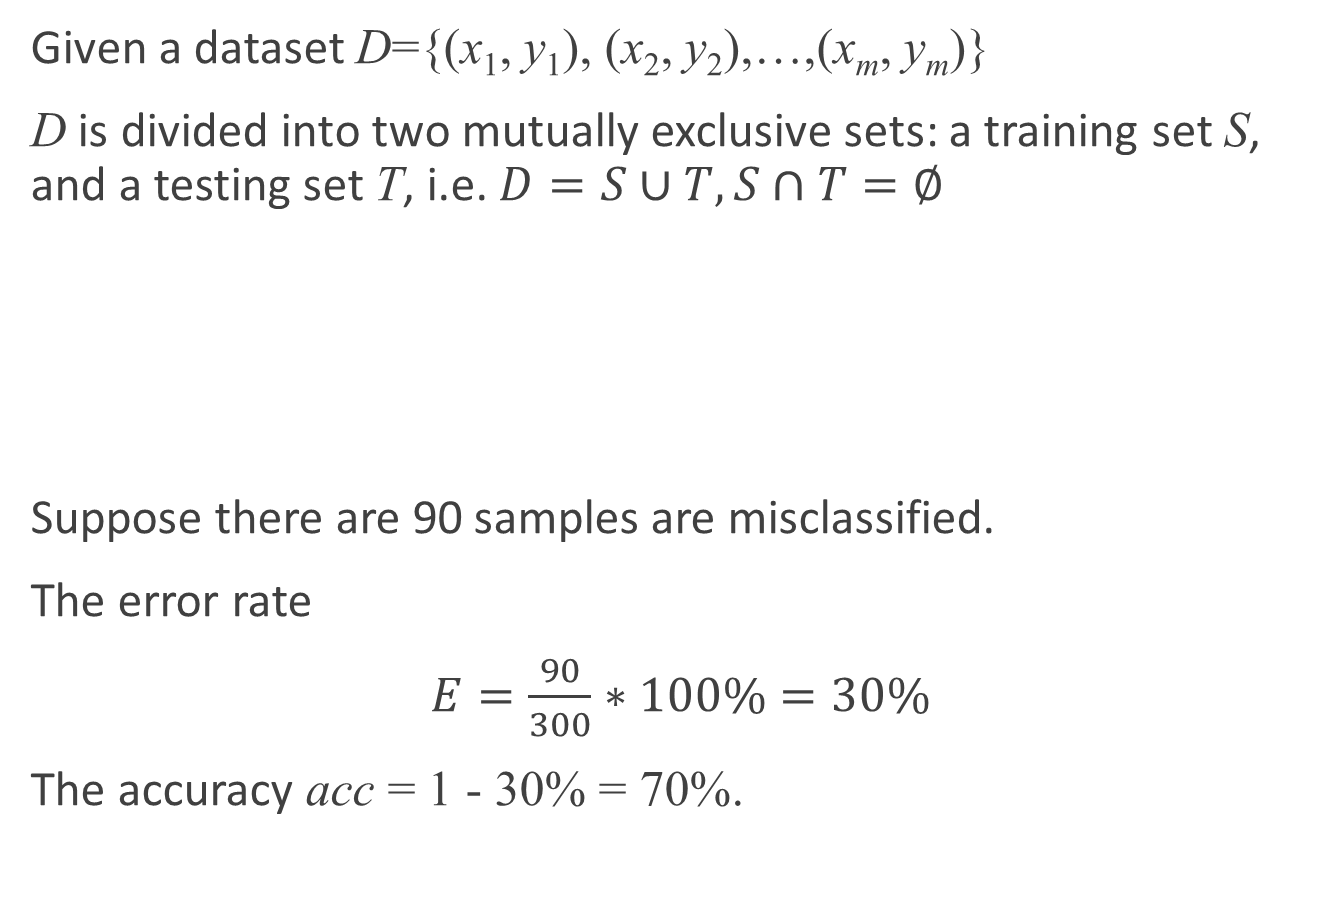 Given a dataset D={(x₁, y₁), (x₂, y₂),…,(xₘ, yₘ)}
D is divided into two mutually exclusive sets: a training set S,
and a testing set T, i.e. D = S ∪ T, S ∩ T = ∅
Suppose there are 90 samples are misclassified.
The error rate
E = 90/300 * 100% = 30%
The accuracy acc = 1 - 30% = 70%.